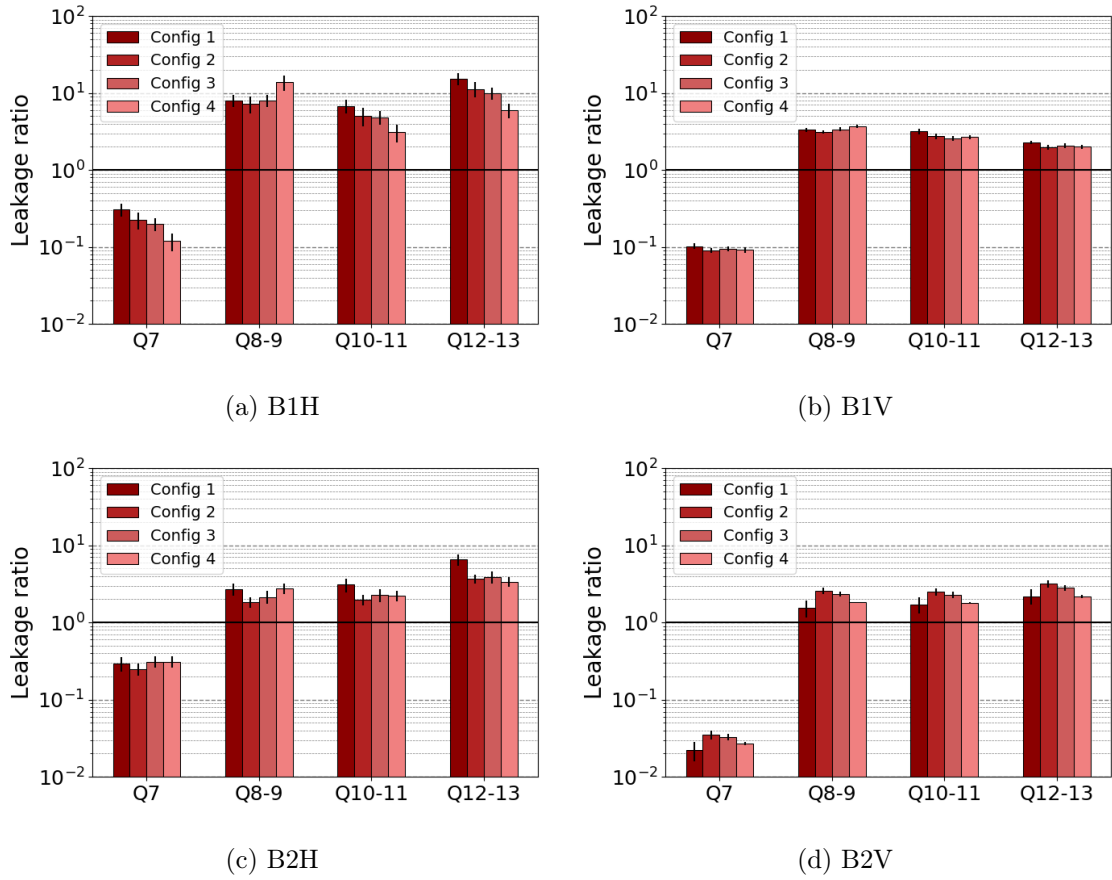 10²
10¹
10⁰
10⁻¹
10⁻²
Leakage ratio
Config 1
Config 2
Config 3
Config 4
Q7
Q8-9
Q10-11
Q12-13
(a) B1H
10²
10¹
10⁰
10⁻¹
10⁻²
Leakage ratio
Config 1
Config 2
Config 3
Config 4
Q7
Q8-9
Q10-11
Q12-13
(b) B1V
10²
10¹
10⁰
10⁻¹
10⁻²
Leakage ratio
Config 1
Config 2
Config 3
Config 4
Q7
Q8-9
Q10-11
Q12-13
(c) B2H
10²
10¹
10⁰
10⁻¹
10⁻²
Leakage ratio
Config 1
Config 2
Config 3
Config 4
Q7
Q8-9
Q10-11
Q12-13
(d) B2V